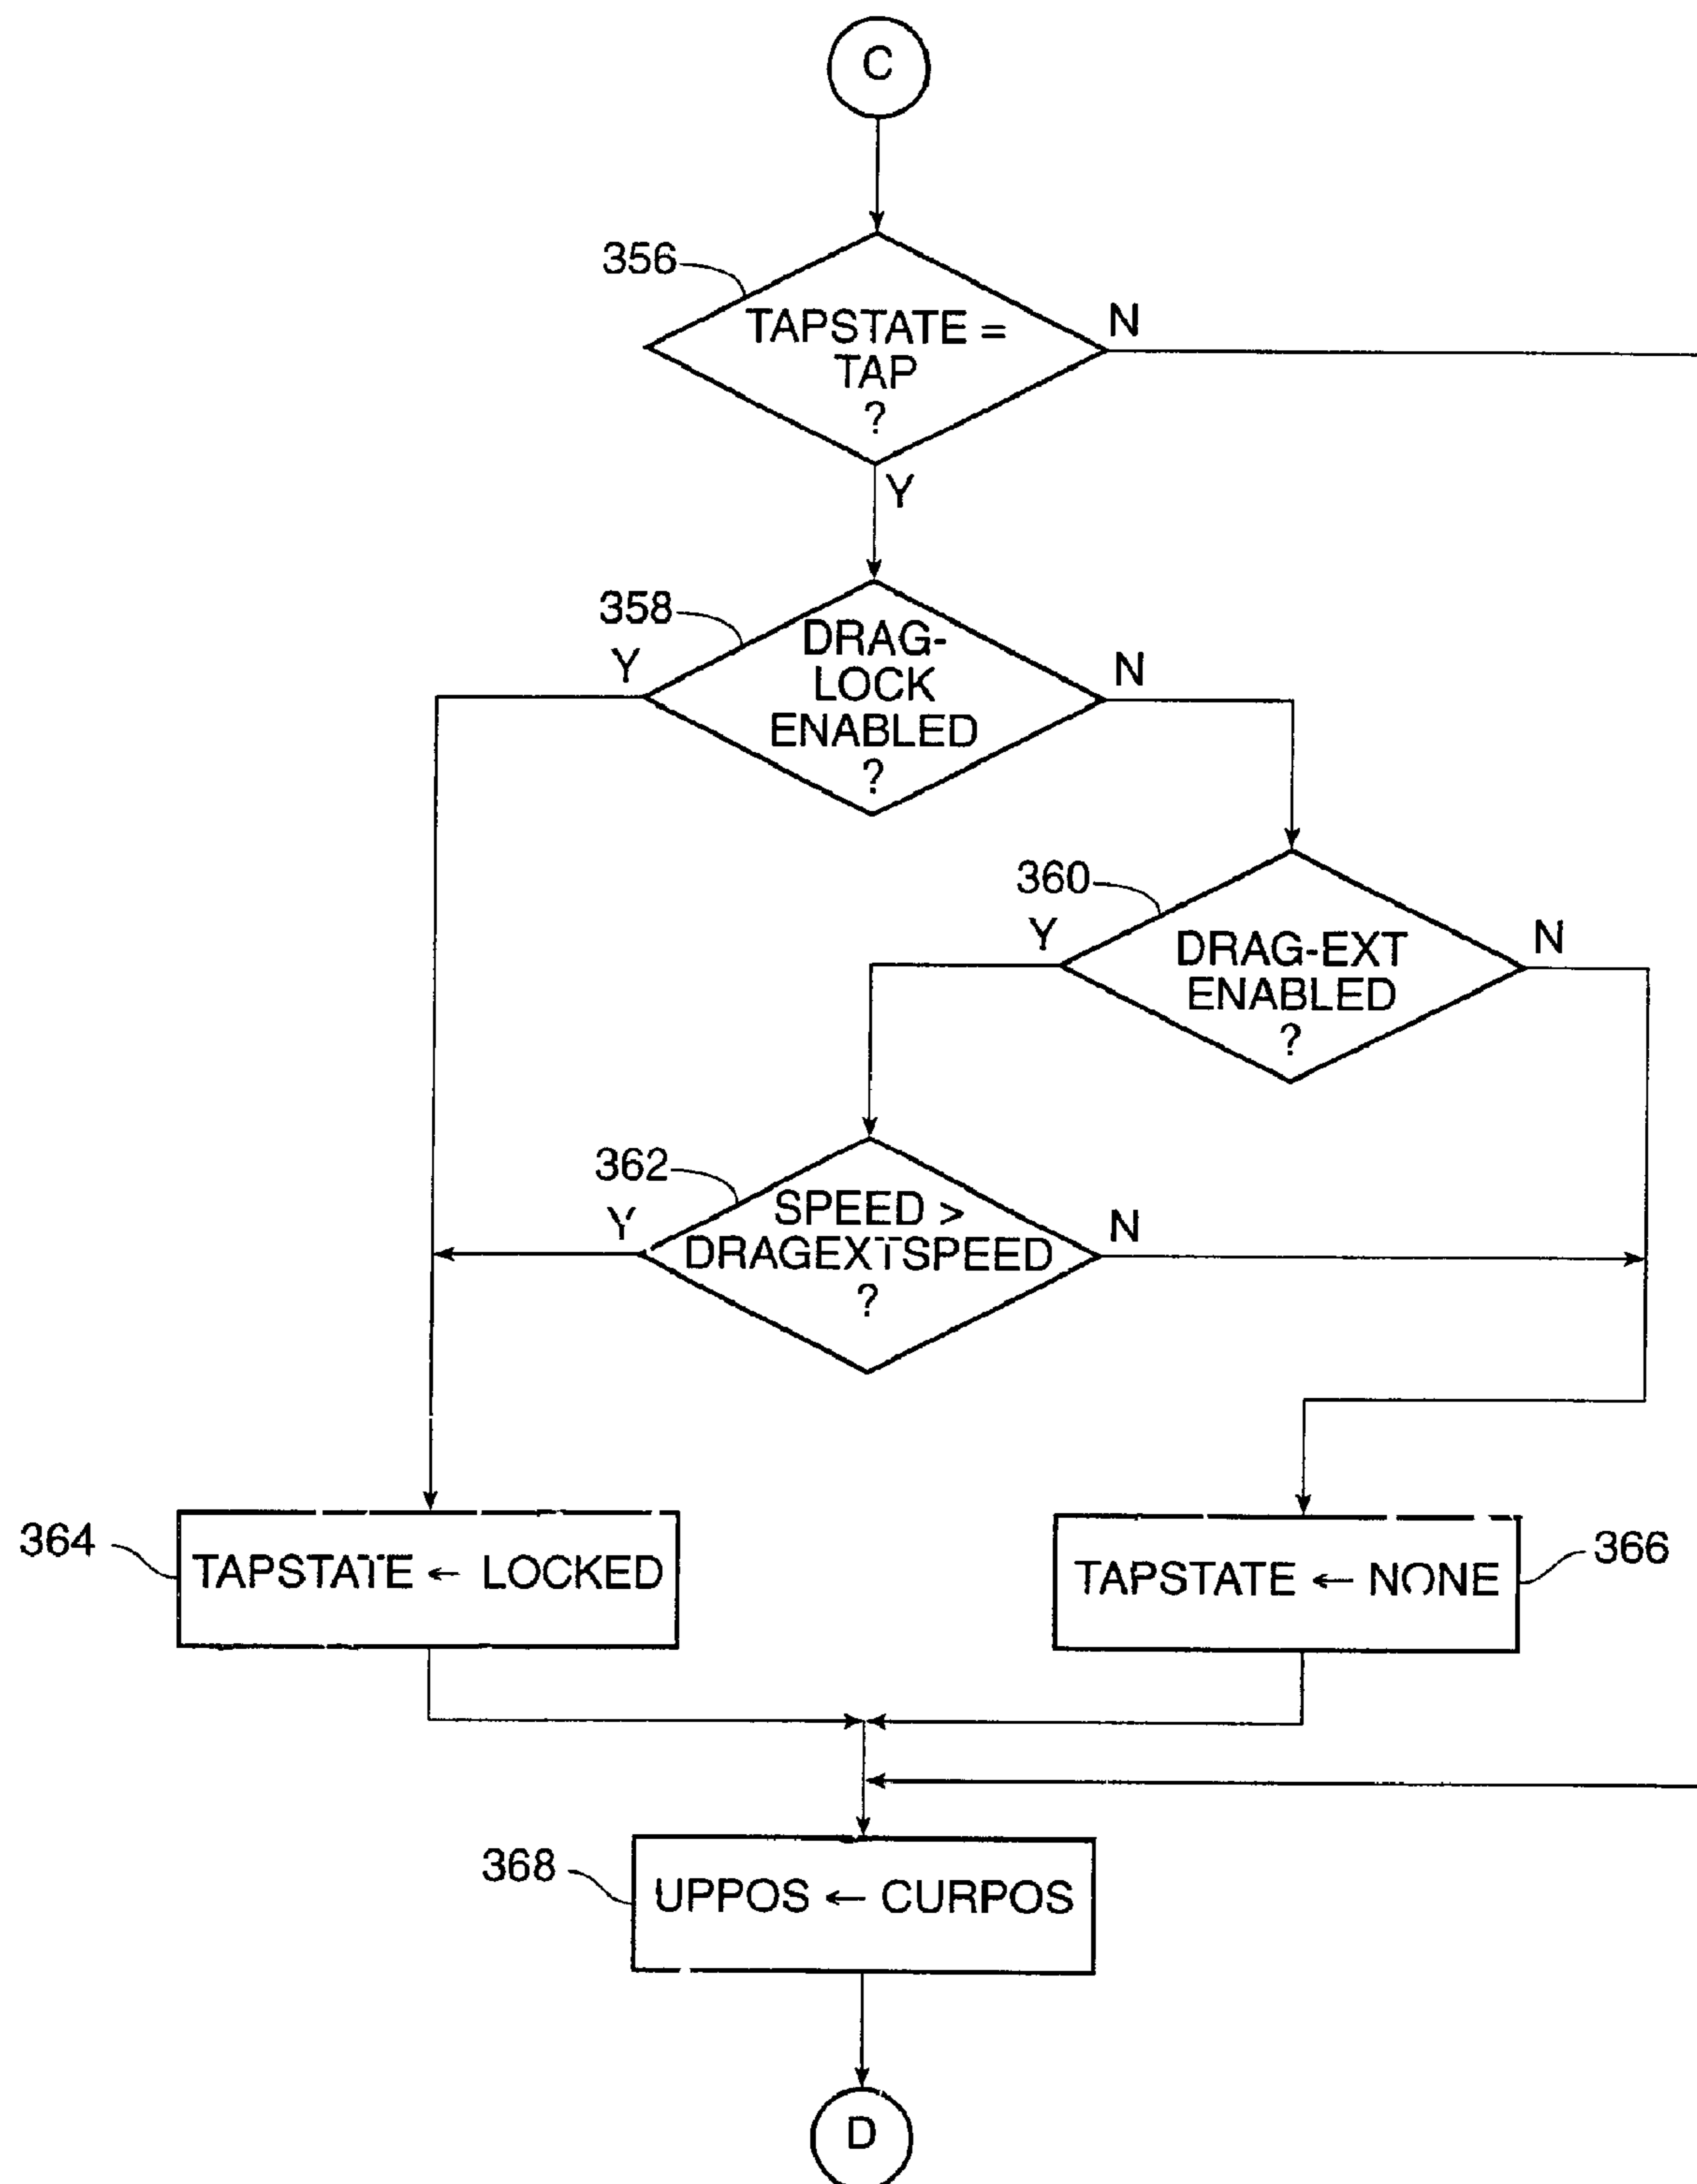 C
356
TAPSTATE =
TAP
?
N
Y
358
DRAG-
LOCK
ENABLED
?
Y
N
360
DRAG-EXT
ENABLED
?
Y
N
362
SPEED >
DRAGEXTSPEED
?
Y
N
364
TAPSTATE ← LOCKED
TAPSTATE ← NONE
366
368
UPPOS ← CURPOS
D